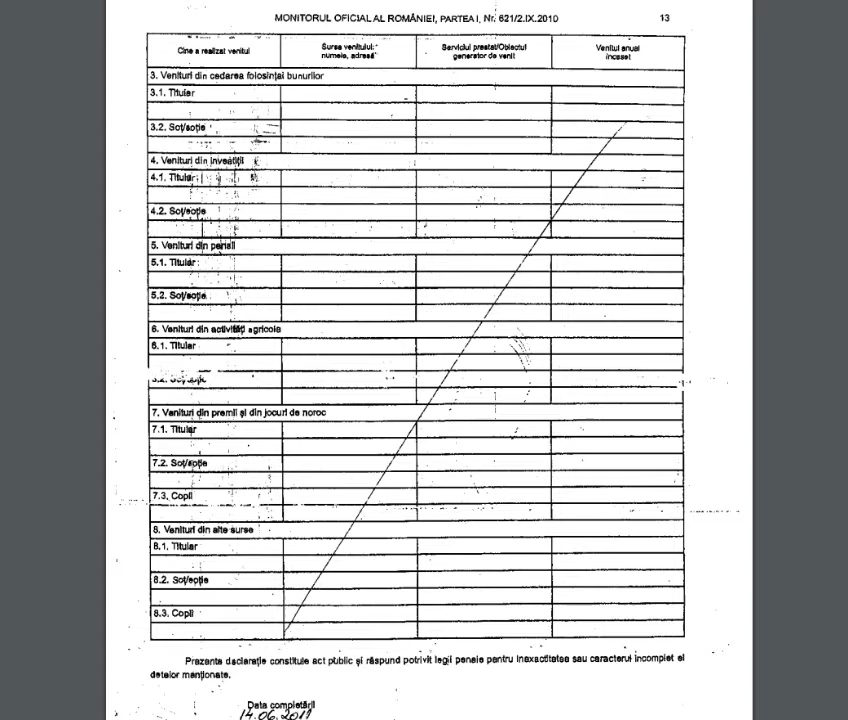 MONITORUL OFICIAL AL ROMÂNIEI, PARTEA I, Nr. 621/2.IX.2010 13
Cine a realizat venitul
Sursa venitului:
numele, adresa
Serviciul prestat/Obiectul
generator de venit
Venitul anual
încasat
3. Venituri din cedarea folosinței bunurilor
3.1. Titular
3.2. Soț/soție
4. Venituri din investiții
4.1. Titular
4.2. Soț/soție
5. Venituri din pensii
5.1. Titular
5.2. Soț/soție
6. Venituri din activități agricole
6.1. Titular
7. Venituri din premii și din jocuri de noroc
7.1. Titular
7.2. Soț/soție
7.3. Copii
8. Venituri din alte surse
8.1. Titular
8.2. Soț/soție
8.3. Copii
Prezenta declarație constituie act public și răspund potrivit legii penale pentru inexactitatea sau caracterul incomplet al
datelor menționate.
Data completării
14.06.2011